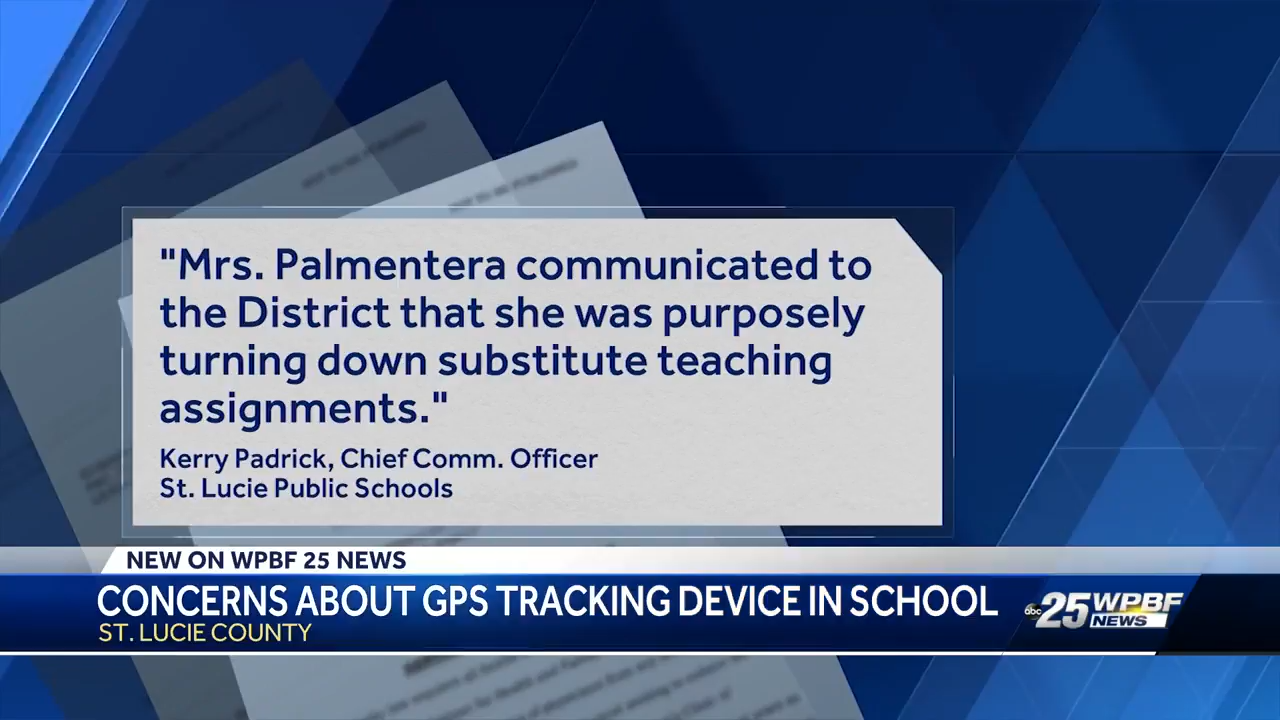 "Mrs. Palmentera communicated to
the District that she was purposely
turning down substitute teaching
assignments."
Kerry Padrick, Chief Comm. Officer
St. Lucie Public Schools
NEW ON WPBF 25 NEWS
CONCERNS ABOUT GPS TRACKING DEVICE IN SCHOOL
ST. LUCIE COUNTY
abc 25 WPBF NEWS